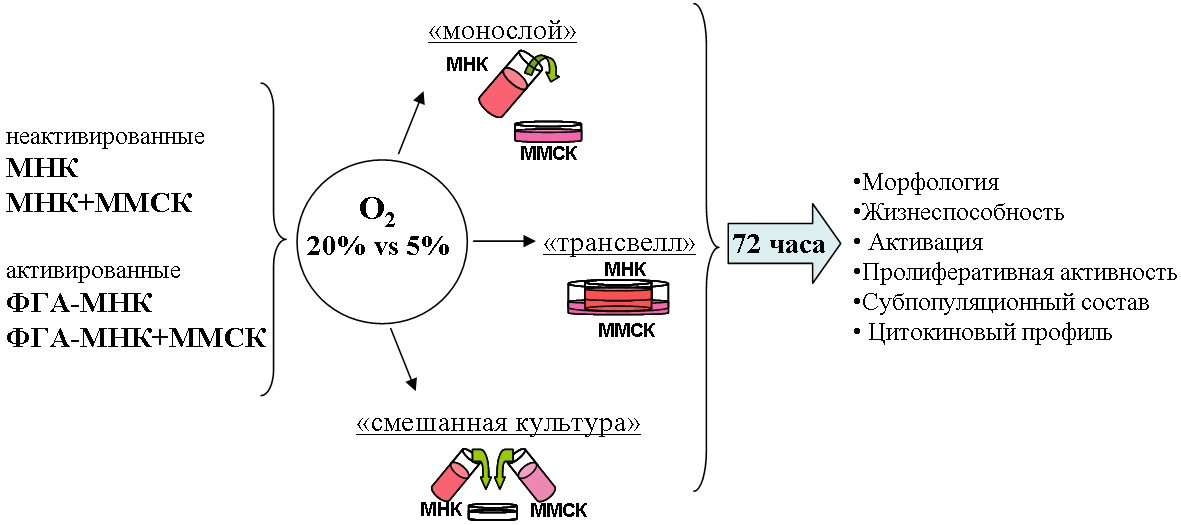 неактивированные
МНК
МНК+ММСК
активированные
ФГА-МНК
ФГА-МНК+ММСК
O2
20% vs 5%
«монослой»
МНК
ММСК
«трансвелл»
МНК
ММСК
«смешанная культура»
МНК
ММСК
72 часа
•Морфология
•Жизнеспособность
• Активация
•Пролиферативная активность
•Субпопуляционный состав
• Цитокиновый профиль